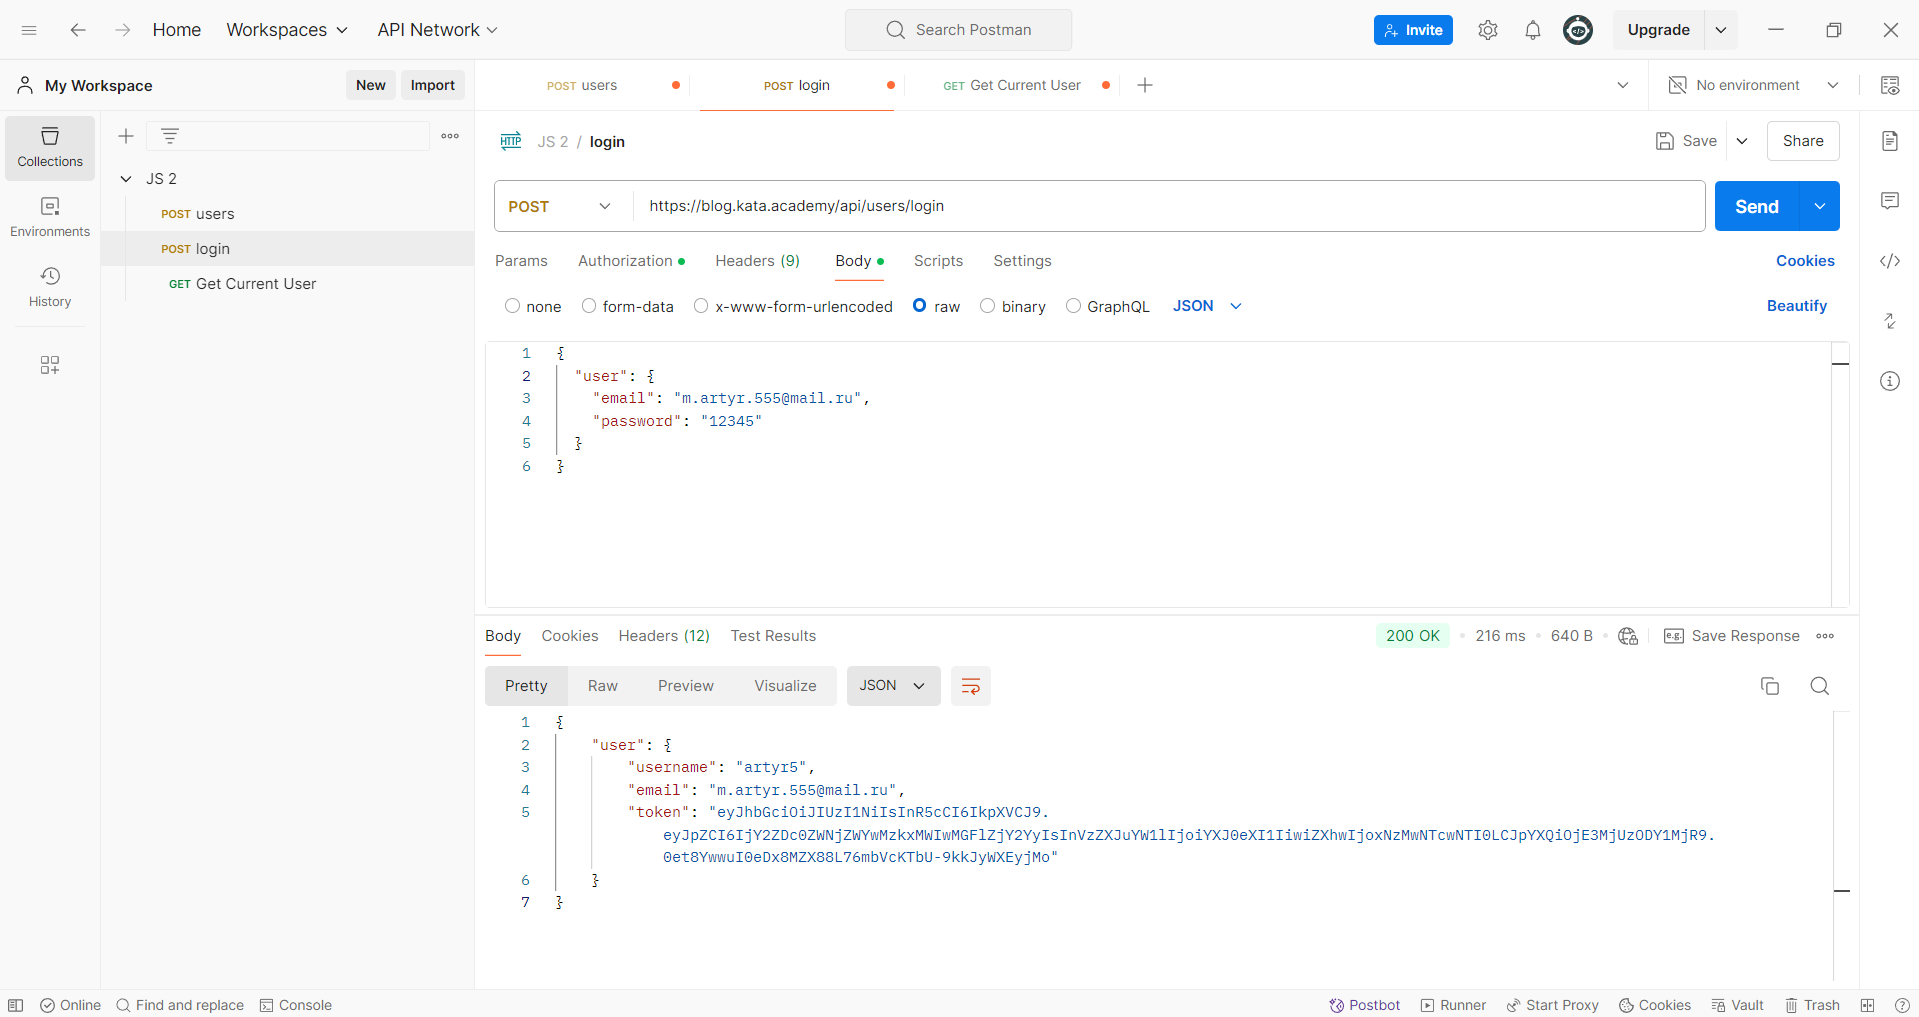 Home Workspaces API Network Search Postman Invite Upgrade
My Workspace New Import POST users POST login GET Get Current User No environment
Collections
Environments
History
JS 2
POST users
POST login
GET Get Current User
HTTP JS 2 / login Save Share
POST https://blog.kata.academy/api/users/login Send
Params Authorization Headers (9) Body Scripts Settings Cookies
none form-data x-www-form-urlencoded raw binary GraphQL JSON Beautify
1 {
2 "user": {
3 "email": "m.artyr.555@mail.ru",
4 "password": "12345"
5 }
6 }
Body Cookies Headers (12) Test Results 200 OK 216 ms 640 B e.g. Save Response
Pretty Raw Preview Visualize JSON
1 {
2 "user": {
3 "username": "artyr5",
4 "email": "m.artyr.555@mail.ru",
5 "token": "eyJhbGciOiJIUzI1NiIsInR5cCI6IkpXVCJ9.
eyJpZCI6IjY2ZDc0ZWNjZWYwMzkxMWIwMGFlZjY2YyIsInVzZXJuYW1lIjoiYXJ0eXI1IiwiZXhwIjoxNzMwNTcwNTI0LCJpYXQiOjE3MjUzODY1MjR9.
0et8YwwuI0eDx8MZX88L76mbVcKTbU-9kkJyWXEyjMo"
6 }
7 }
Online Find and replace Console Postbot Runner Start Proxy Cookies Vault Trash